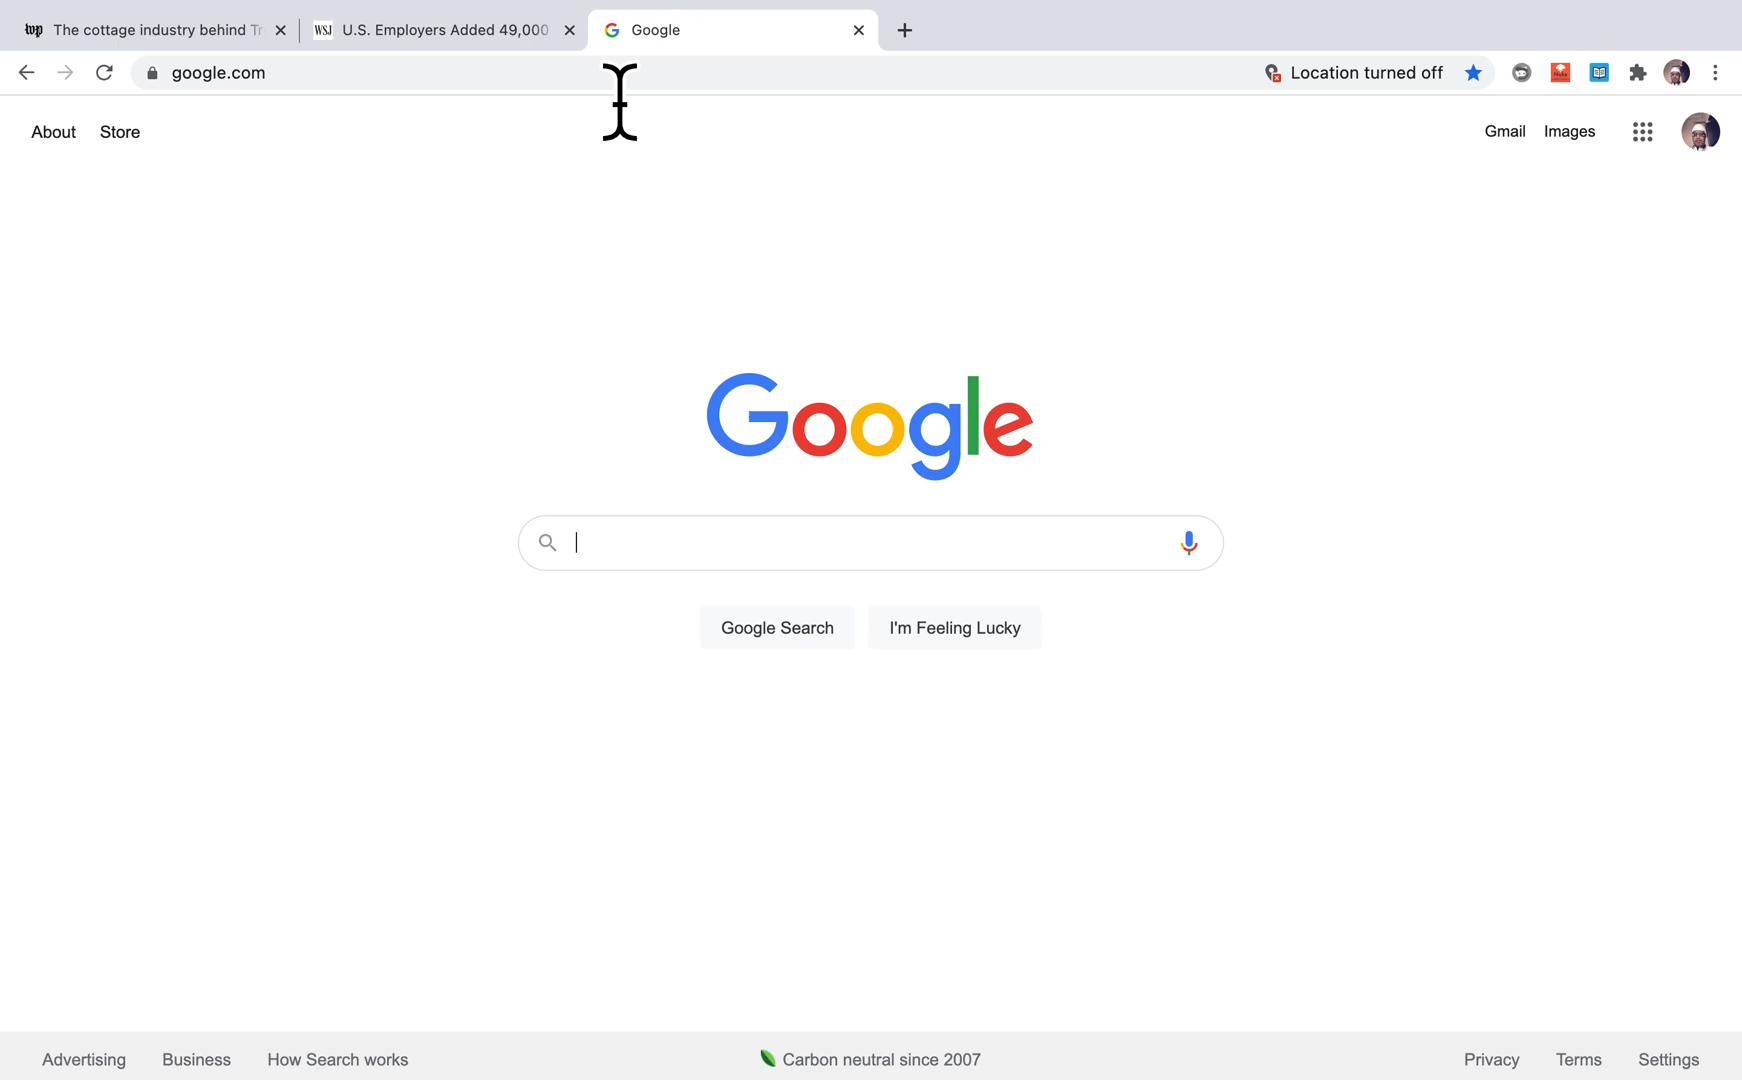 The cottage industry behind Tr
WSJ U.S. Employers Added 49,000
Google
google.com
Location turned off
About Store
Gmail Images
Google
Google Search I'm Feeling Lucky
Advertising Business How Search works
Carbon neutral since 2007
Privacy Terms Settings